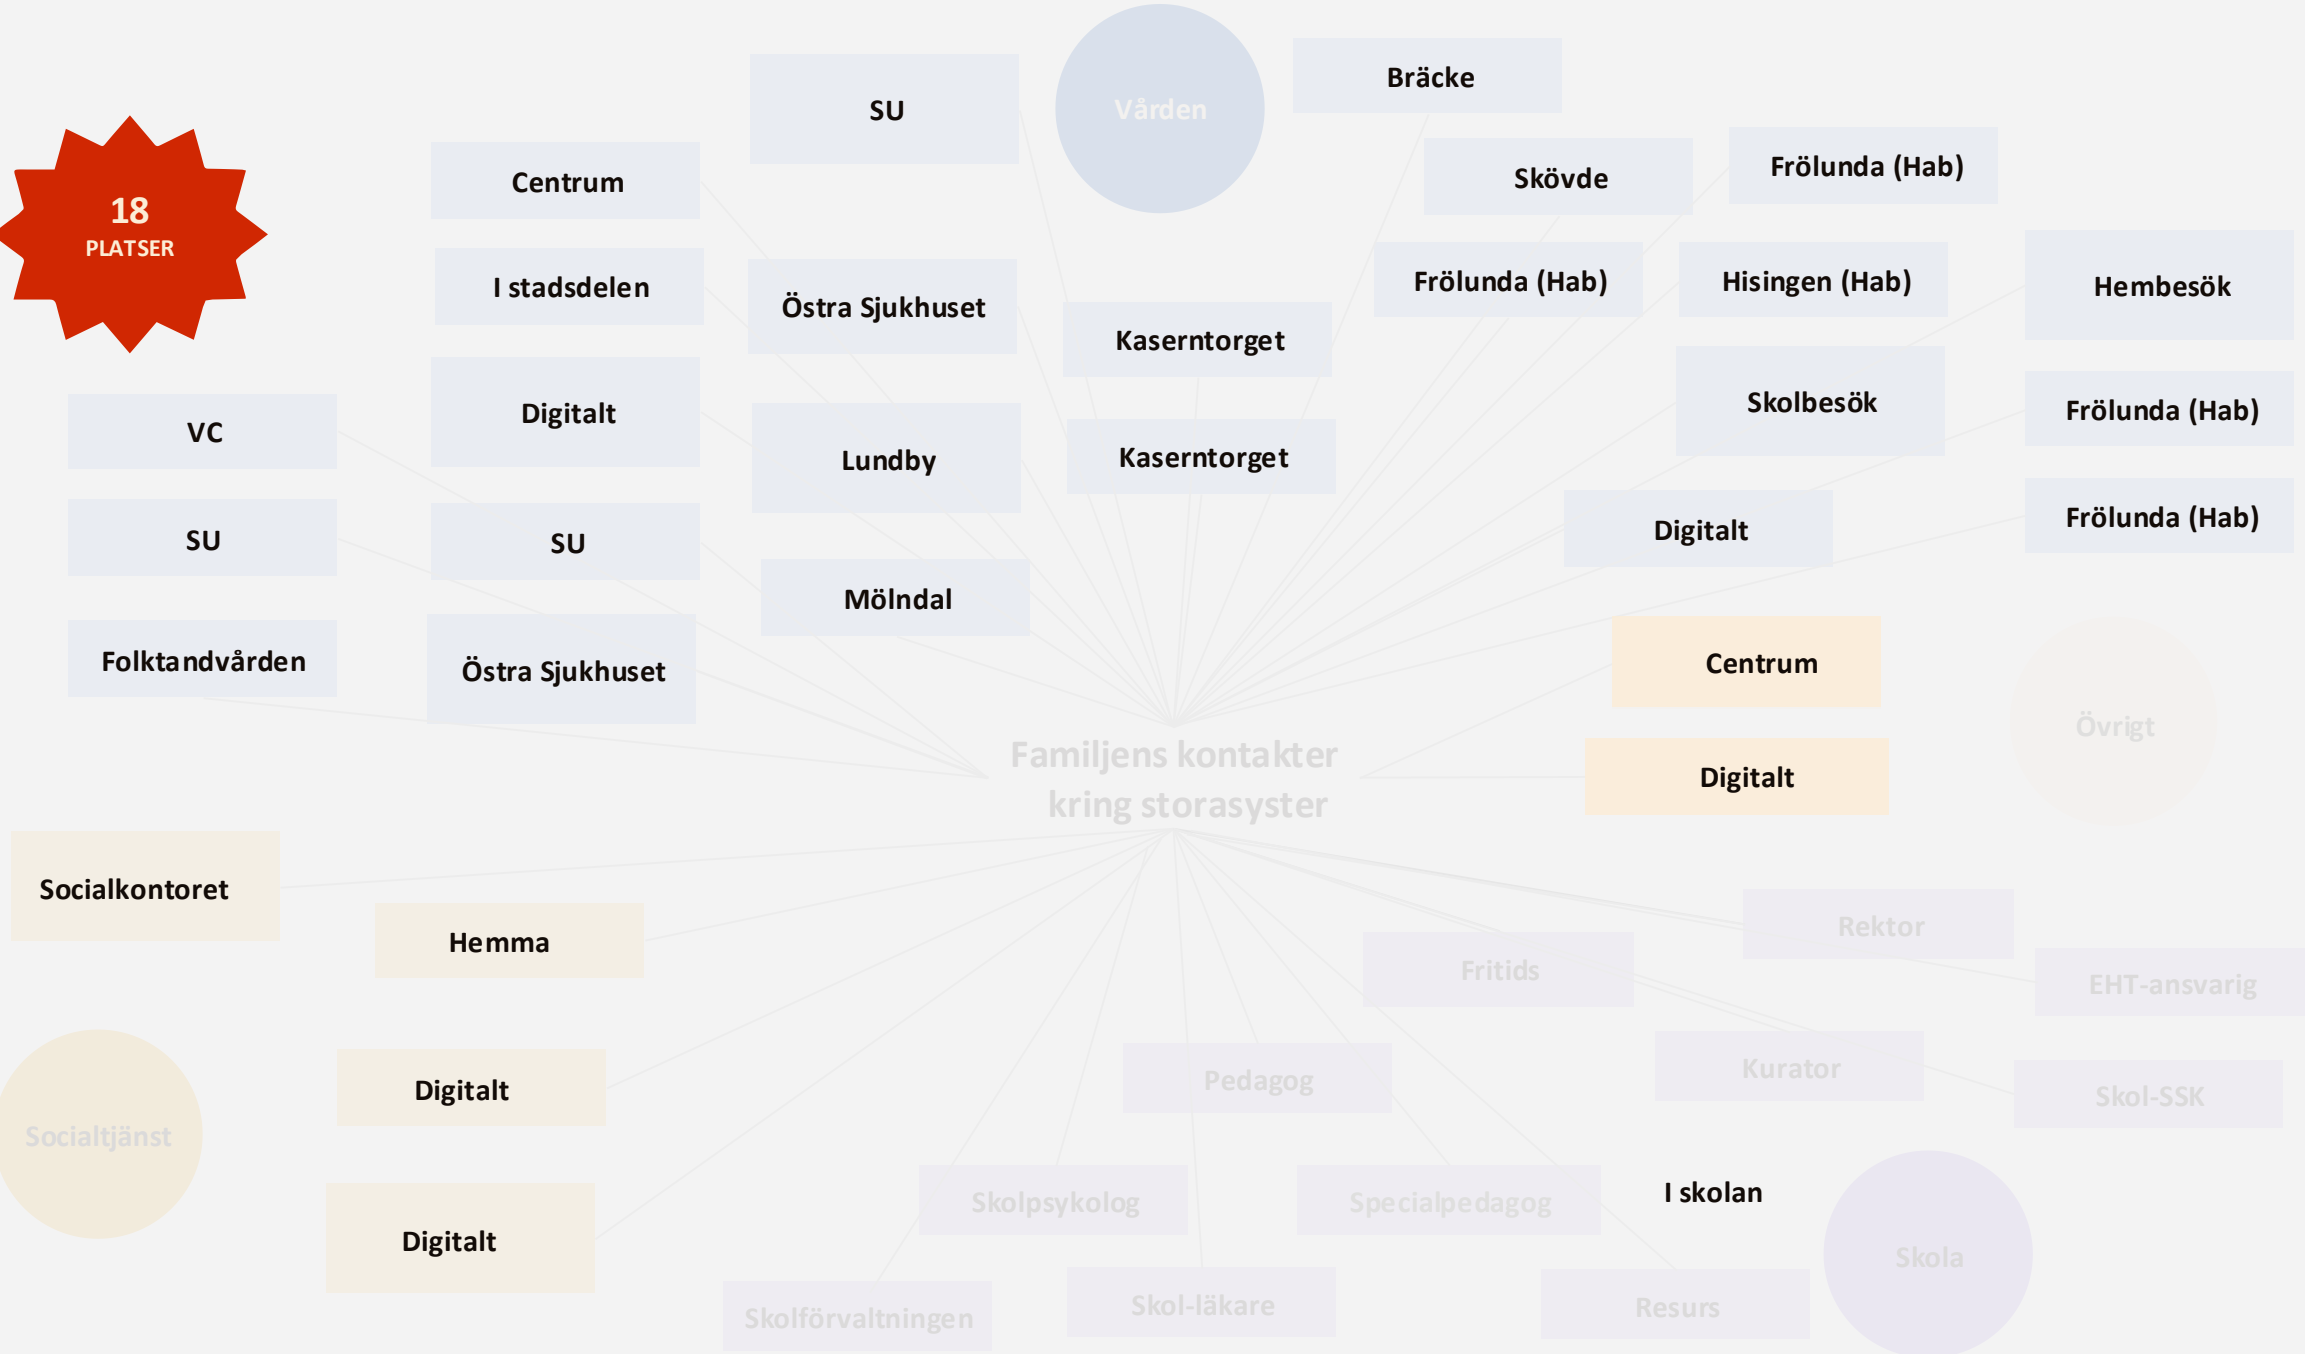 SU
Vården
Bräcke
Centrum
Skövde
Frölunda (Hab)
18
PLATSER
I stadsdelen
Östra Sjukhuset
Kaserntorget
Frölunda (Hab)
Hisingen (Hab)
Hembesök
VC
Digitalt
Lundby
Kaserntorget
Skolbesök
Frölunda (Hab)
SU
SU
Mölndal
Digitalt
Frölunda (Hab)
Folktandvården
Östra Sjukhuset
Centrum
Övrigt
Familjens kontakter
kring storasyster
Digitalt
Socialkontoret
Hemma
Fritids
Rektor
EHT-ansvarig
Digitalt
Pedagog
Kurator
Skol-SSK
Socialtjänst
Skolpsykolog
Specialpedagog
I skolan
Digitalt
Skola
Skolförvaltningen
Skol-läkare
Resurs